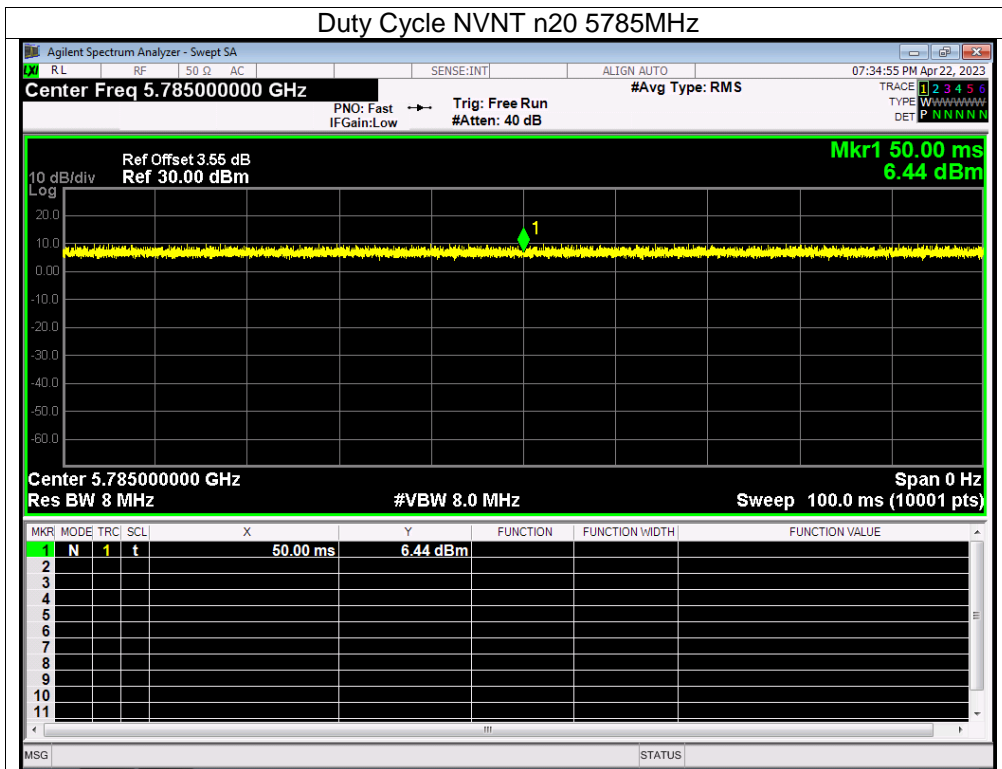 Duty Cycle NVNT n20 5785MHz
Agilent Spectrum Analyzer - Swept SA
LXI RL RF 50 Ω AC SENSE:INT ALIGN AUTO 07:34:55 PM Apr 22, 2023
Center Freq 5.785000000 GHz #Avg Type: RMS TRACE 1 2 3 4 5 6
PNO: Fast Trig: Free Run TYPE WWWWWW
IFGain:Low #Atten: 40 dB DET P N N N N N
Mkr1 50.00 ms
Ref Offset 3.55 dB
10 dB/div Ref 30.00 dBm 6.44 dBm
Log
20.0
1
10.0
0.00
-10.0
-20.0
-30.0
-40.0
-50.0
-60.0
Center 5.785000000 GHz Span 0 Hz
Res BW 8 MHz #VBW 8.0 MHz Sweep 100.0 ms (10001 pts)
MKR MODE TRC SCL X Y FUNCTION FUNCTION WIDTH FUNCTION VALUE
1 N 1 t 50.00 ms 6.44 dBm
2
3
4
5
6
7
8
9
10
11
MSG STATUS